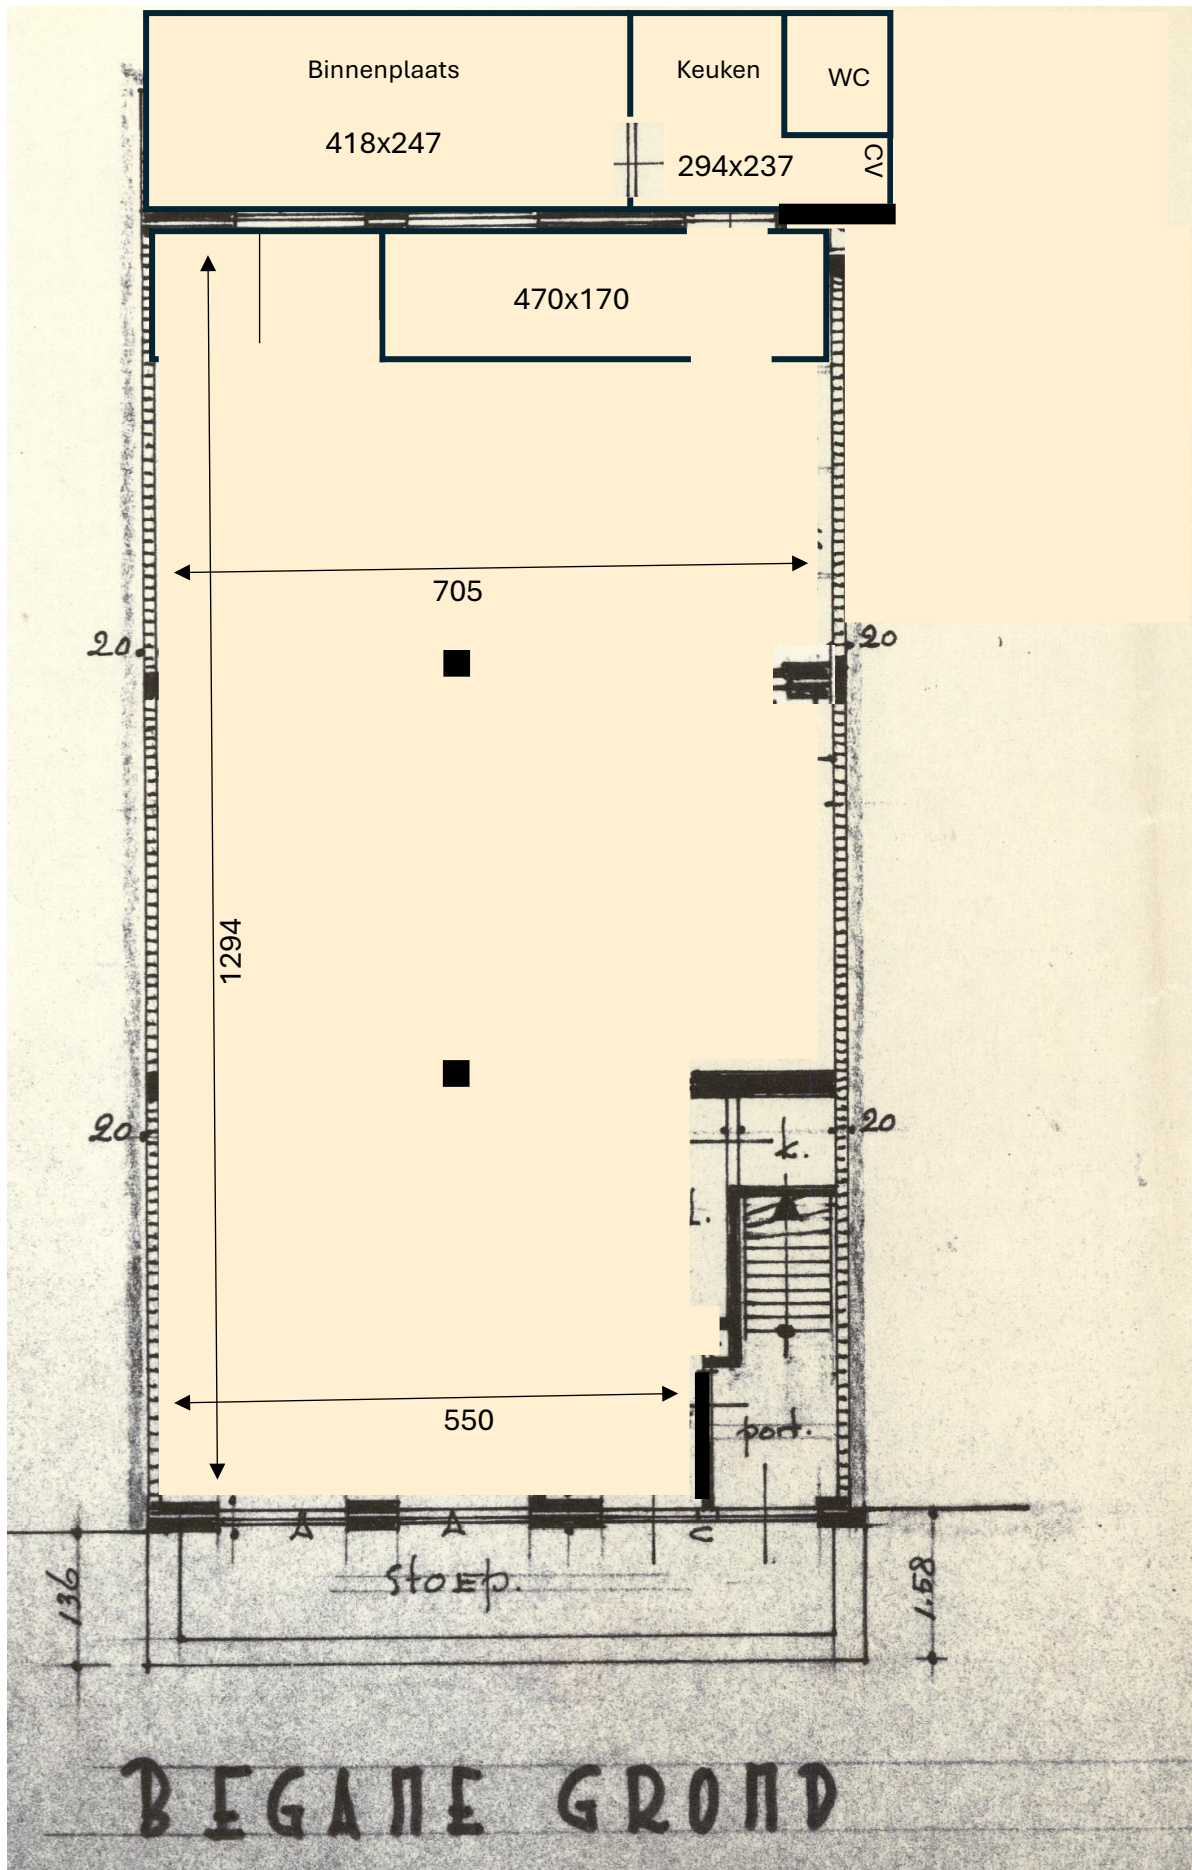 Binnenplaats
Keuken
WC
418x247
294x237
CV
470x170
705
20
20
1294
20
20
k.
550
port.
stoep.
136
1.58
BEGANE GROND